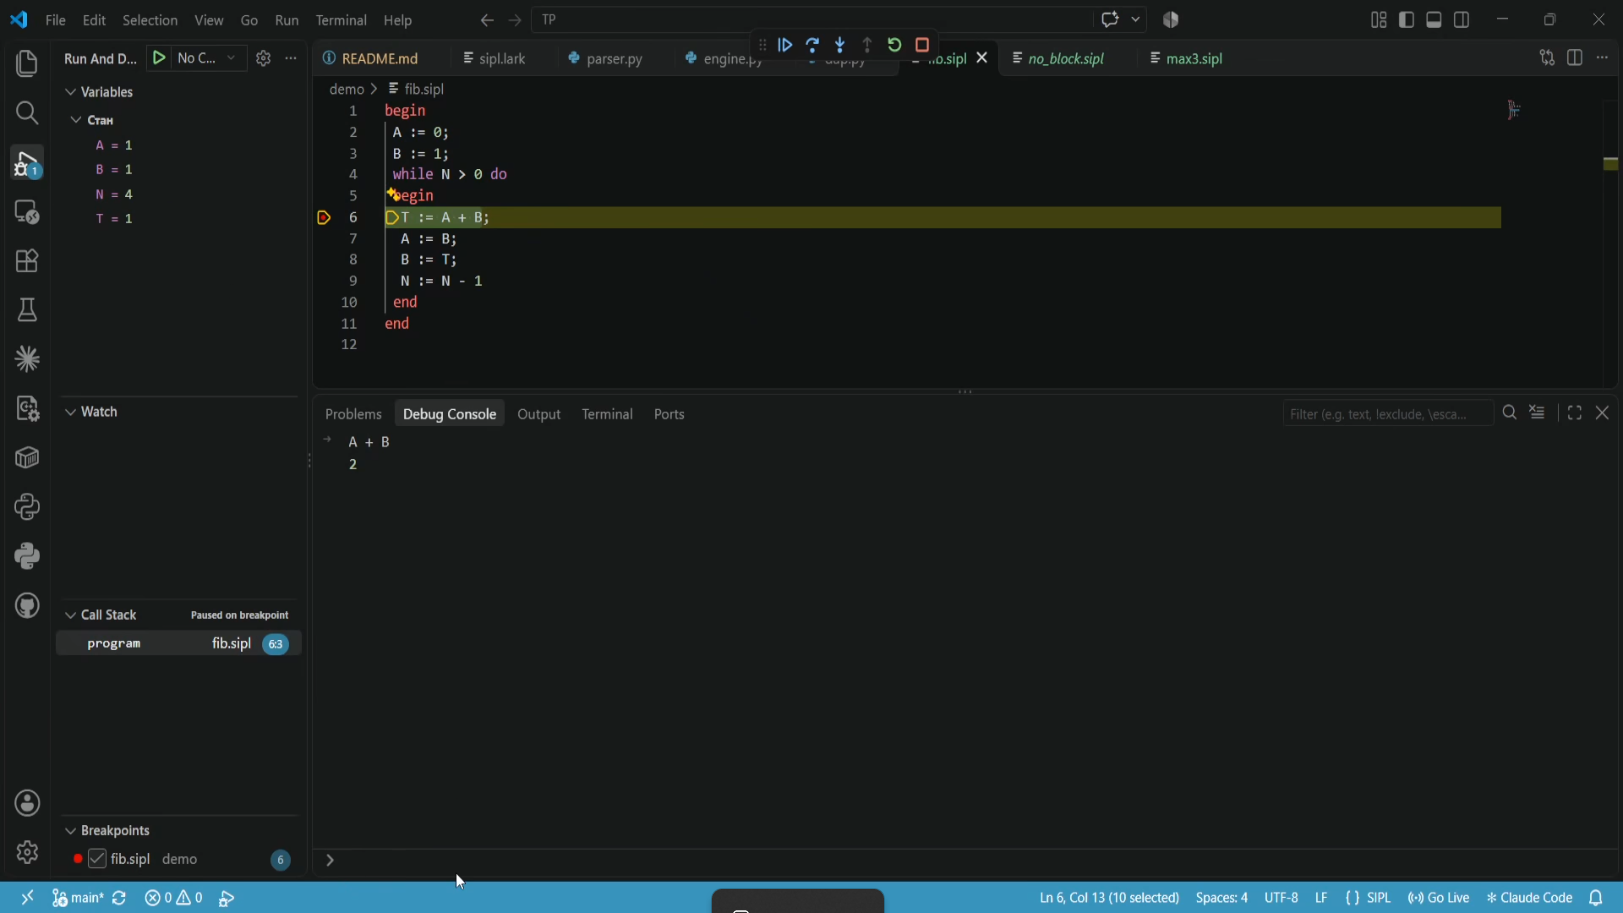 File Edit Selection View Go Run Terminal Help
TP
Run And D... No C...
README.md sipl.lark parser.py engine.py dap.py fib.sipl no_block.sipl max3.sipl
demo > fib.sipl
Variables
Стан
A = 1
B = 1
N = 4
T = 1
1 begin
2 A := 0;
3 B := 1;
4 while N > 0 do
5 begin
6 T := A + B;
7 A := B;
8 B := T;
9 N := N - 1
10 end
11 end
12
Watch
Problems Debug Console Output Terminal Ports
Filter (e.g. text, !exclude, \esca...
A + B
2
Call Stack Paused on breakpoint
program fib.sipl 6:3
Breakpoints
fib.sipl demo 6
1
main* 0 0
Ln 6, Col 13 (10 selected) Spaces: 4 UTF-8 LF { } SIPL Go Live Claude Code